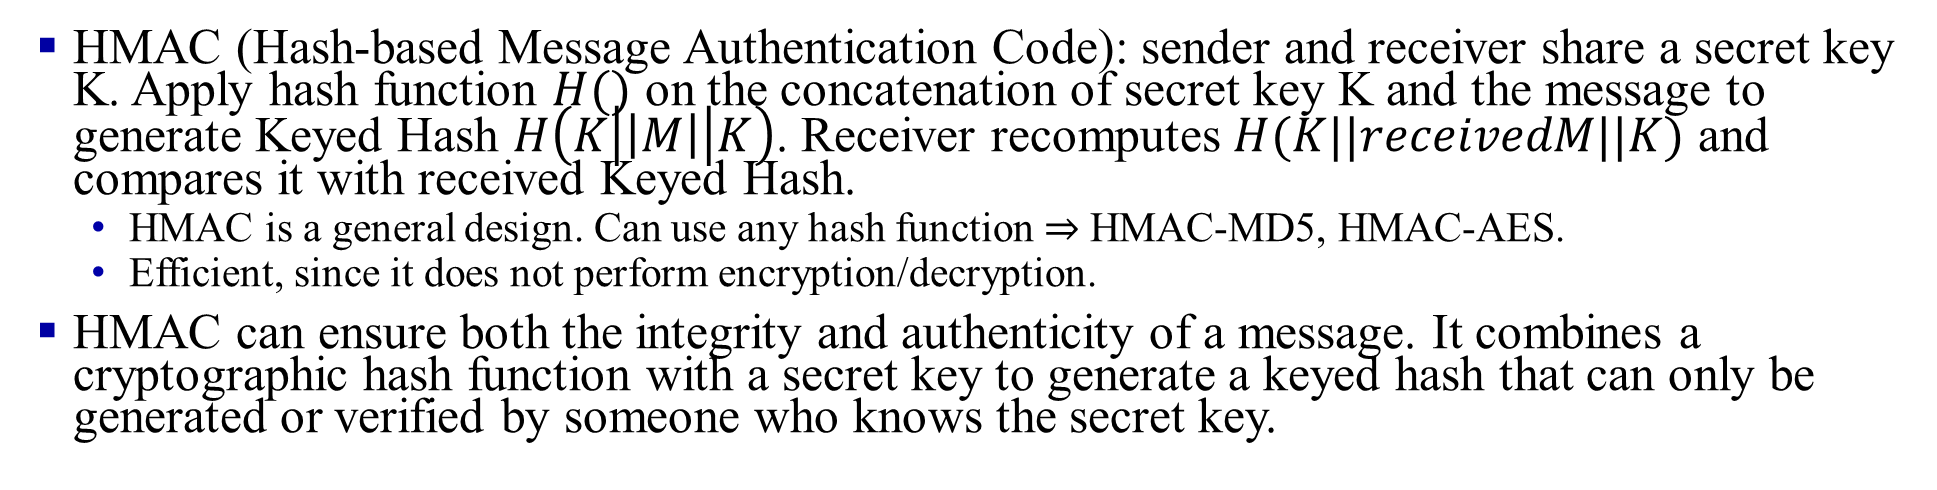 ▪ HMAC (Hash-based Message Authentication Code): sender and receiver share a secret key
K. Apply hash function H() on the concatenation of secret key K and the message to
generate Keyed Hash H(K||M||K). Receiver recomputes H(K||receivedM||K) and
compares it with received Keyed Hash.
• HMAC is a general design. Can use any hash function ⇒ HMAC-MD5, HMAC-AES.
• Efficient, since it does not perform encryption/decryption.
▪ HMAC can ensure both the integrity and authenticity of a message. It combines a
cryptographic hash function with a secret key to generate a keyed hash that can only be
generated or verified by someone who knows the secret key.